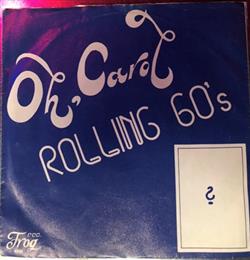 Oh, Carol
ROLLING 60's
?
Frog